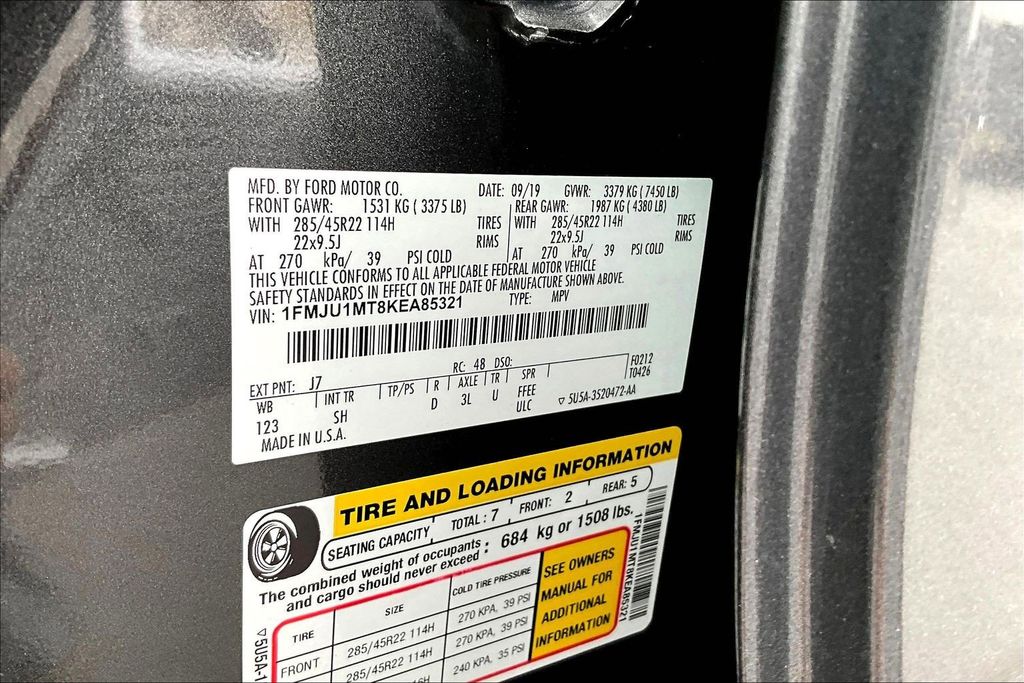 MFD. BY FORD MOTOR CO. DATE: 09/19 GVWR: 3379 KG (7450 LB)
FRONT GAWR: 1531 KG (3375 LB) REAR GAWR: 1987 KG (4380 LB)
WITH 285/45R22 114H TIRES WITH 285/45R22 114H TIRES
22x9.5J RIMS 22x9.5J RIMS
AT 270 kPa/ 39 PSI COLD AT 270 kPa/ 39 PSI COLD
THIS VEHICLE CONFORMS TO ALL APPLICABLE FEDERAL MOTOR VEHICLE
SAFETY STANDARDS IN EFFECT ON THE DATE OF MANUFACTURE SHOWN ABOVE.
VIN: 1FMJU1MT8KEA85321 TYPE: MPV
EXT PNT: J7 RC: 48 DSO: F0212
WB INT TR TP/PS R AXLE TR SPR T0426
123 SH D 3L U FFEE
ULC ▽5U5A-3520472-AA
MADE IN U.S.A.
TIRE AND LOADING INFORMATION
SEATING CAPACITY TOTAL: 7 FRONT: 2 REAR: 5
The combined weight of occupants and cargo should never exceed: 684 kg or 1508 lbs.
TIRE SIZE COLD TIRE PRESSURE
FRONT 285/45R22 114H 270 KPA, 39 PSI
285/45R22 114H 270 KPA, 39 PSI
240 KPA, 35 PSI
SEE OWNERS
MANUAL FOR
ADDITIONAL
INFORMATION
1FMJU1MT8KEA85321
▽5U5A-1